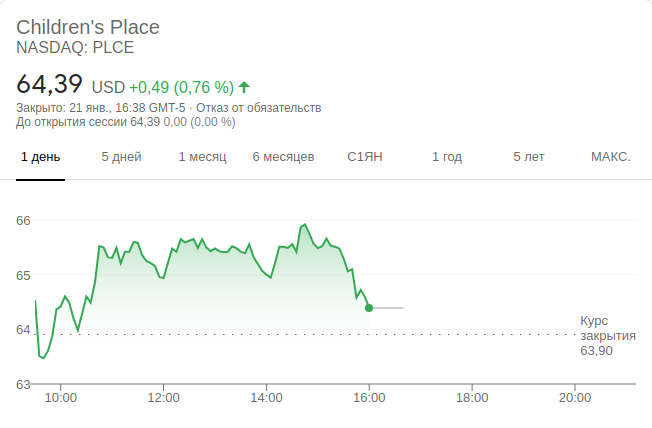 Children's Place
NASDAQ: PLCE
64,39 USD +0,49 (0,76 %)
Закрыто: 21 янв., 16:38 GMT-5 · Отказ от обязательств
До открытия сессии 64,39 0,00 (0,00 %)
1 день 5 дней 1 месяц 6 месяцев С1ЯН 1 год 5 лет МАКС.
66
65
64
Курс
закрытия
63,90
63
10:00 12:00 14:00 16:00 18:00 20:00